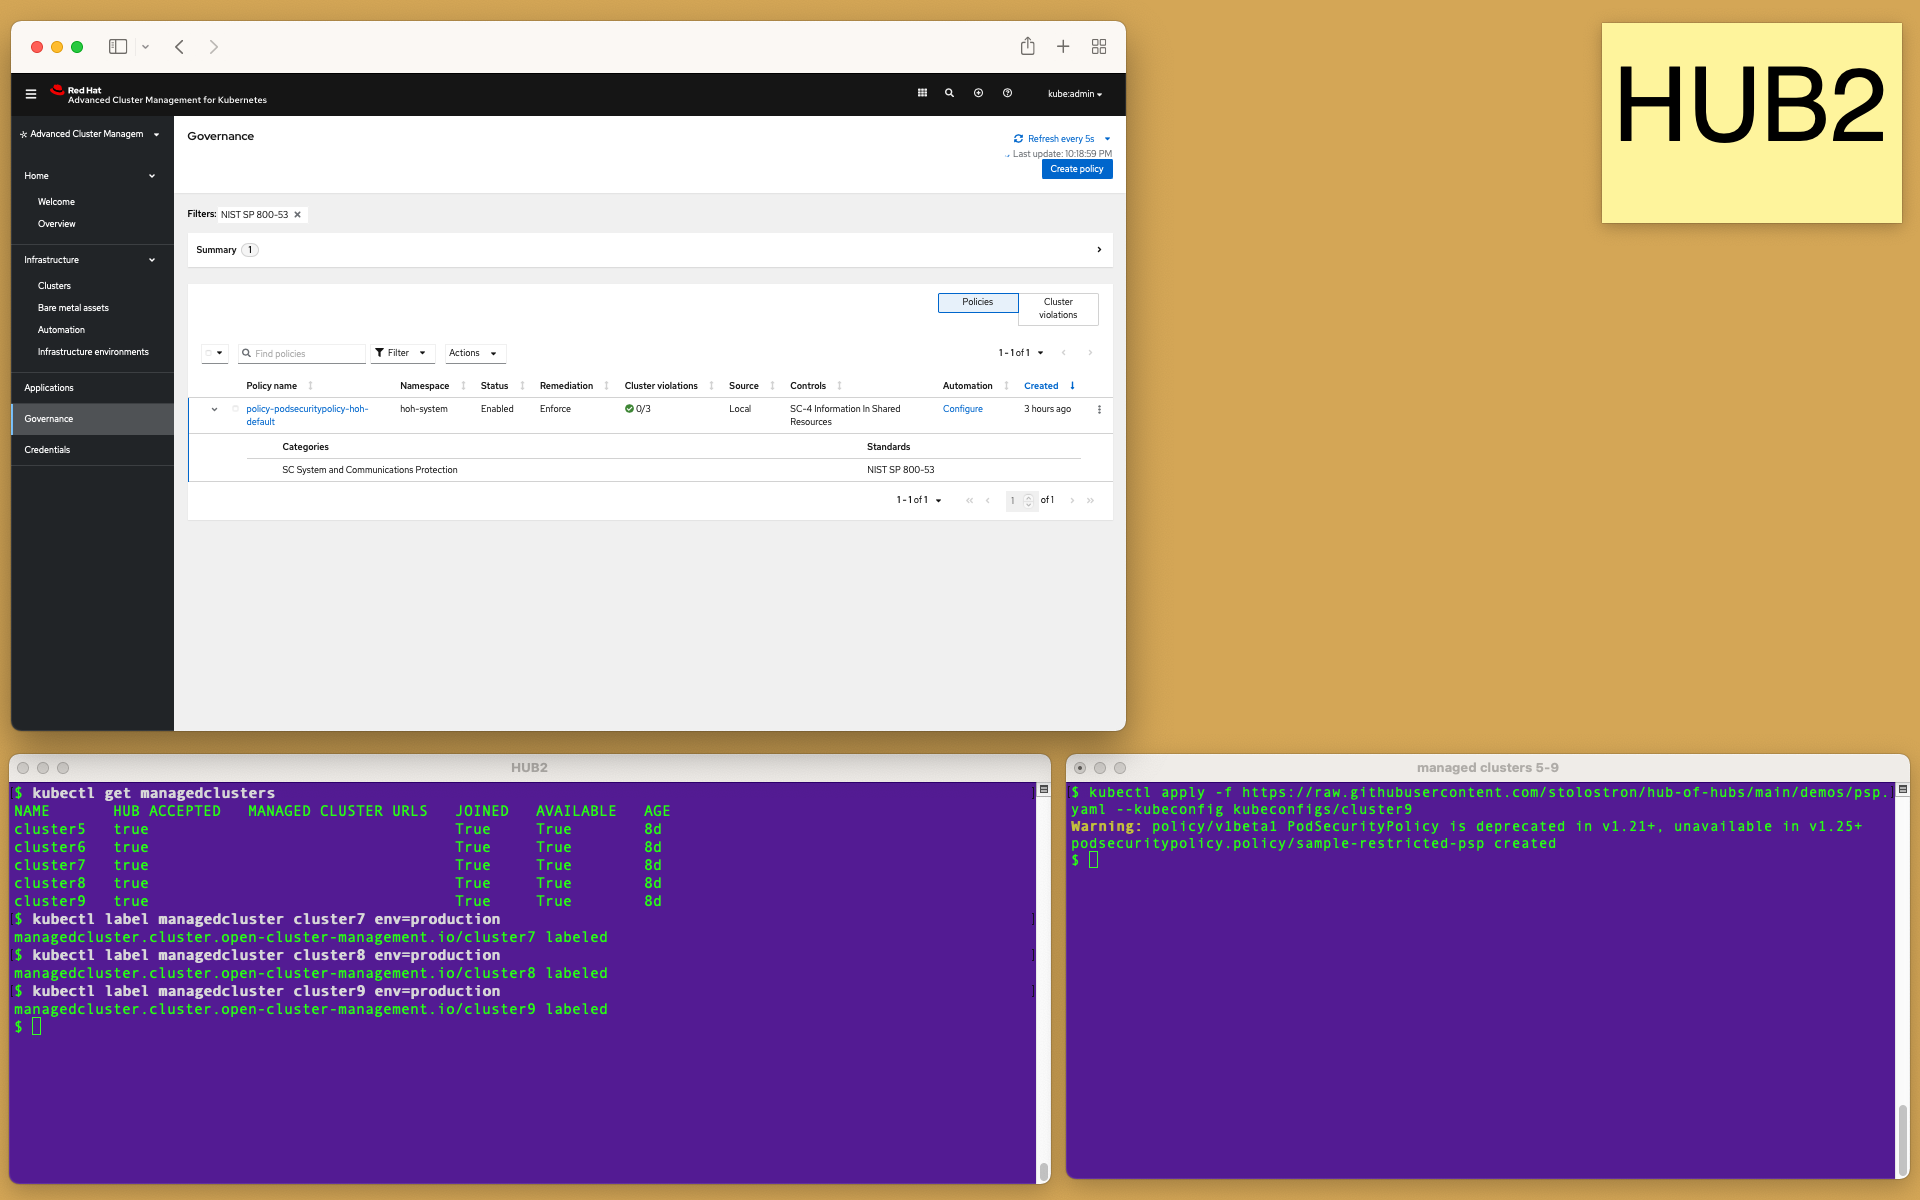 Red Hat
Advanced Cluster Management for Kubernetes
kube:admin
Advanced Cluster Managem
Home
Welcome
Overview
Infrastructure
Clusters
Bare metal assets
Automation
Infrastructure environments
Applications
Governance
Credentials
Governance
Refresh every 5s
Last update: 10:18:59 PM
Create policy
Filters: NIST SP 800-53
Summary 1
Policies
Cluster
violations
Find policies Filter Actions 1 - 1 of 1
Policy name Namespace Status Remediation Cluster violations Source Controls Automation Created
policy-podsecuritypolicy-hoh- hoh-system Enabled Enforce 0/3 Local SC-4 Information In Shared Configure 3 hours ago
default Resources
Categories Standards
SC System and Communications Protection NIST SP 800-53
1 - 1 of 1 1 of 1
HUB2
HUB2
$ kubectl get managedclusters
NAME HUB ACCEPTED MANAGED CLUSTER URLS JOINED AVAILABLE AGE
cluster5 true True True 8d
cluster6 true True True 8d
cluster7 true True True 8d
cluster8 true True True 8d
cluster9 true True True 8d
$ kubectl label managedcluster cluster7 env=production
managedcluster.cluster.open-cluster-management.io/cluster7 labeled
$ kubectl label managedcluster cluster8 env=production
managedcluster.cluster.open-cluster-management.io/cluster8 labeled
$ kubectl label managedcluster cluster9 env=production
managedcluster.cluster.open-cluster-management.io/cluster9 labeled
$
managed clusters 5-9
$ kubectl apply -f https://raw.githubusercontent.com/stolostron/hub-of-hubs/main/demos/psp.
yaml --kubeconfig kubeconfigs/cluster9
Warning: policy/v1beta1 PodSecurityPolicy is deprecated in v1.21+, unavailable in v1.25+
podsecuritypolicy.policy/sample-restricted-psp created
$